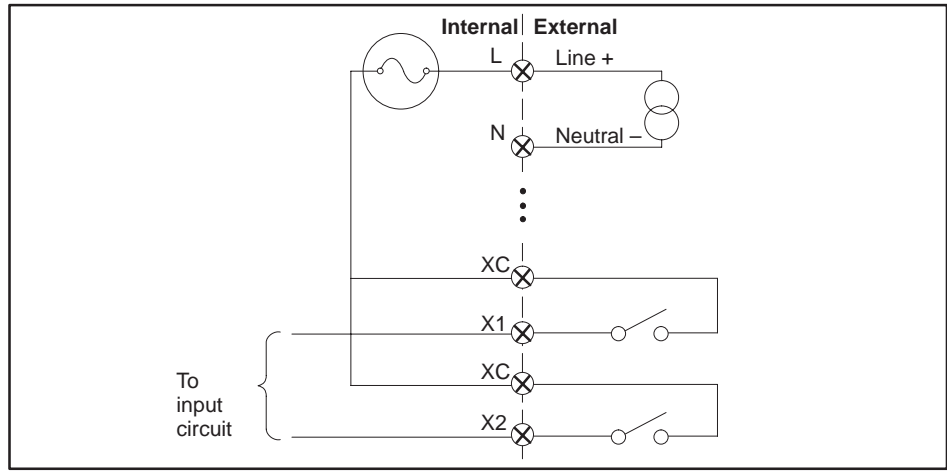 Internal External
L Line +
N Neutral –
XC
X1
XC
X2
To
input
circuit